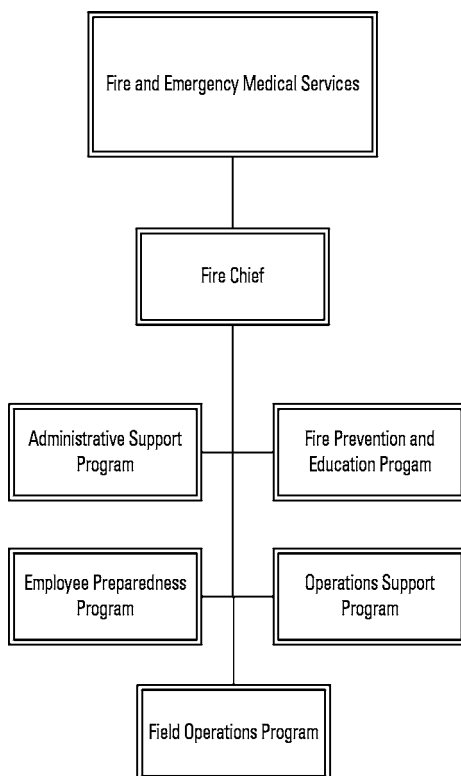 Fire and Emergency Medical Services
Fire Chief
Administrative Support
Program
Fire Prevention and
Education Progam
Employee Preparedness
Program
Operations Support
Program
Field Operations Program